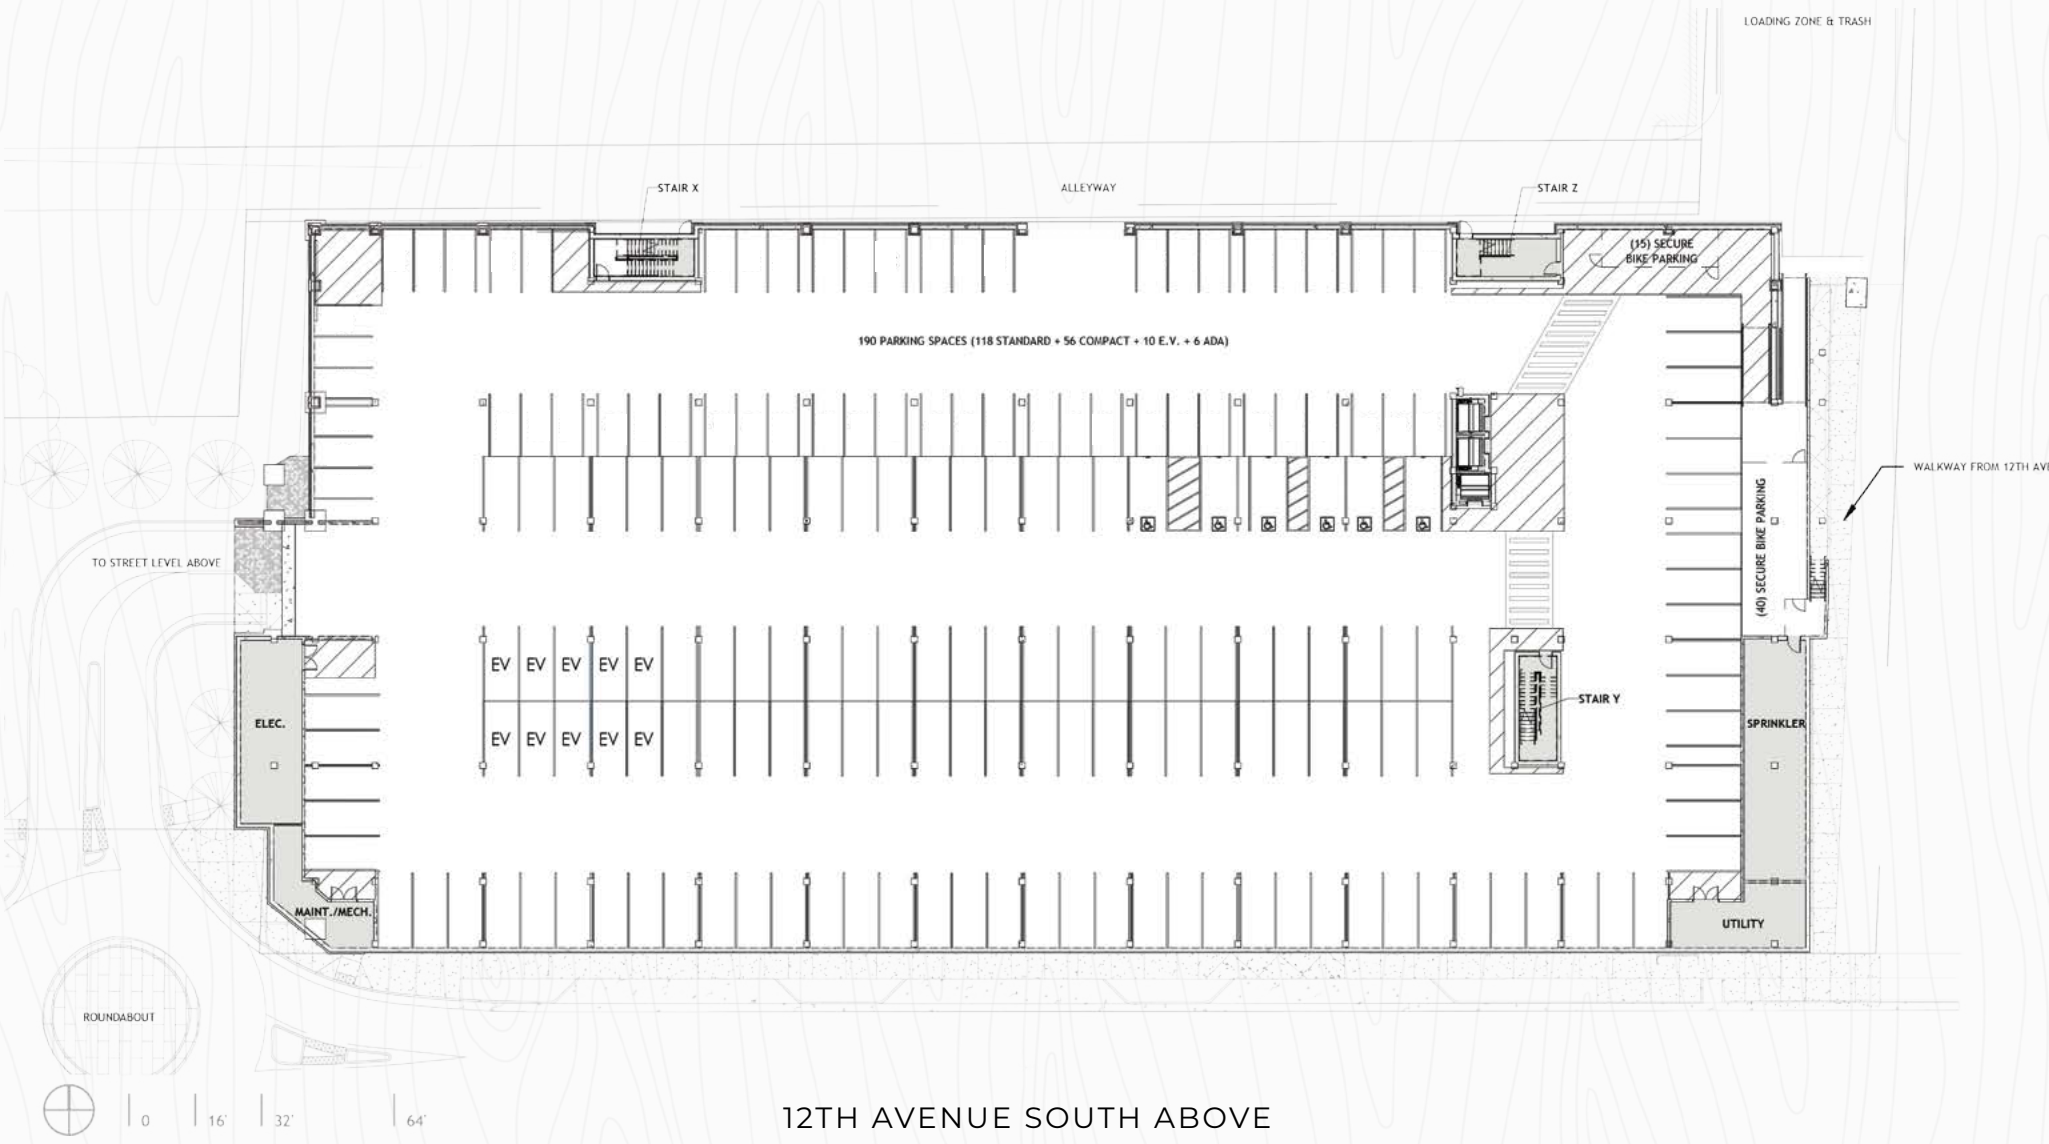 LOADING ZONE & TRASH
STAIR X
ALLEYWAY
STAIR Z
(15) SECURE
BIKE PARKING
190 PARKING SPACES (118 STANDARD + 56 COMPACT + 10 E.V. + 6 ADA)
WALKWAY FROM 12TH AVE
(40) SECURE BIKE PARKING
TO STREET LEVEL ABOVE
EV EV EV EV EV
STAIR Y
ELEC.
SPRINKLER
EV EV EV EV EV
MAINT./MECH.
UTILITY
ROUNDABOUT
0 16' 32' 64'
12TH AVENUE SOUTH ABOVE